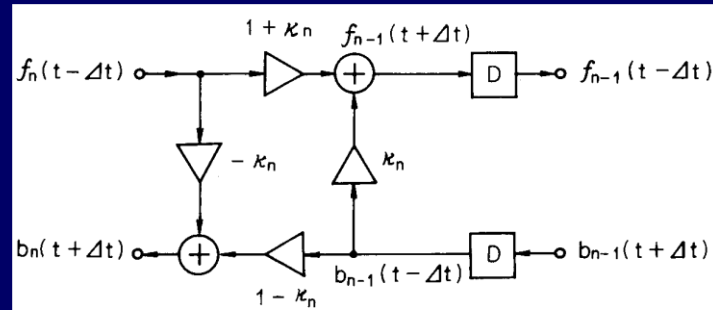 1 + κn
fn-1(t+Δt)
fn(t-Δt)
+
D
fn-1(t-Δt)
- κn
κn
bn(t+Δt)
+
bn-1(t-Δt)
D
bn-1(t+Δt)
1 - κn